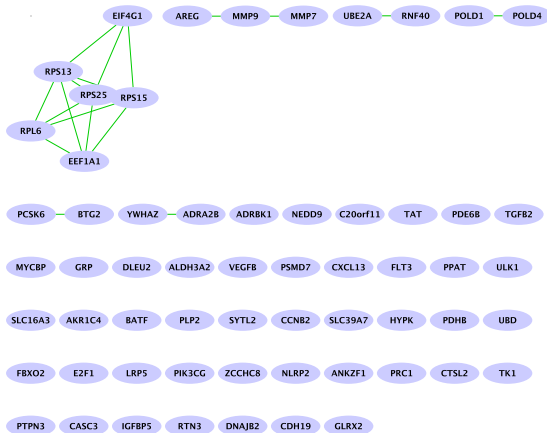 EIF4G1 AREG MMP9 MMP7 UBE2A RNF40 POLD1 POLD4
RPS13
RPS25 RPS15
RPL6
EEF1A1
PCSK6 BTG2 YWHAZ ADRA2B ADRBK1 NEDD9 C20orf11 TAT PDE6B TGFB2
MYCBP GRP DLEU2 ALDH3A2 VEGFB PSMD7 CXCL13 FLT3 PPAT ULK1
SLC16A3 AKR1C4 BATF PLP2 SYTL2 CCNB2 SLC39A7 HYPK PDHB UBD
FBXO2 E2F1 LRP5 PIK3CG ZCCHC8 NLRP2 ANKZF1 PRC1 CTSL2 TK1
PTPN3 CASC3 IGFBP5 RTN3 DNAJB2 CDH19 GLRX2